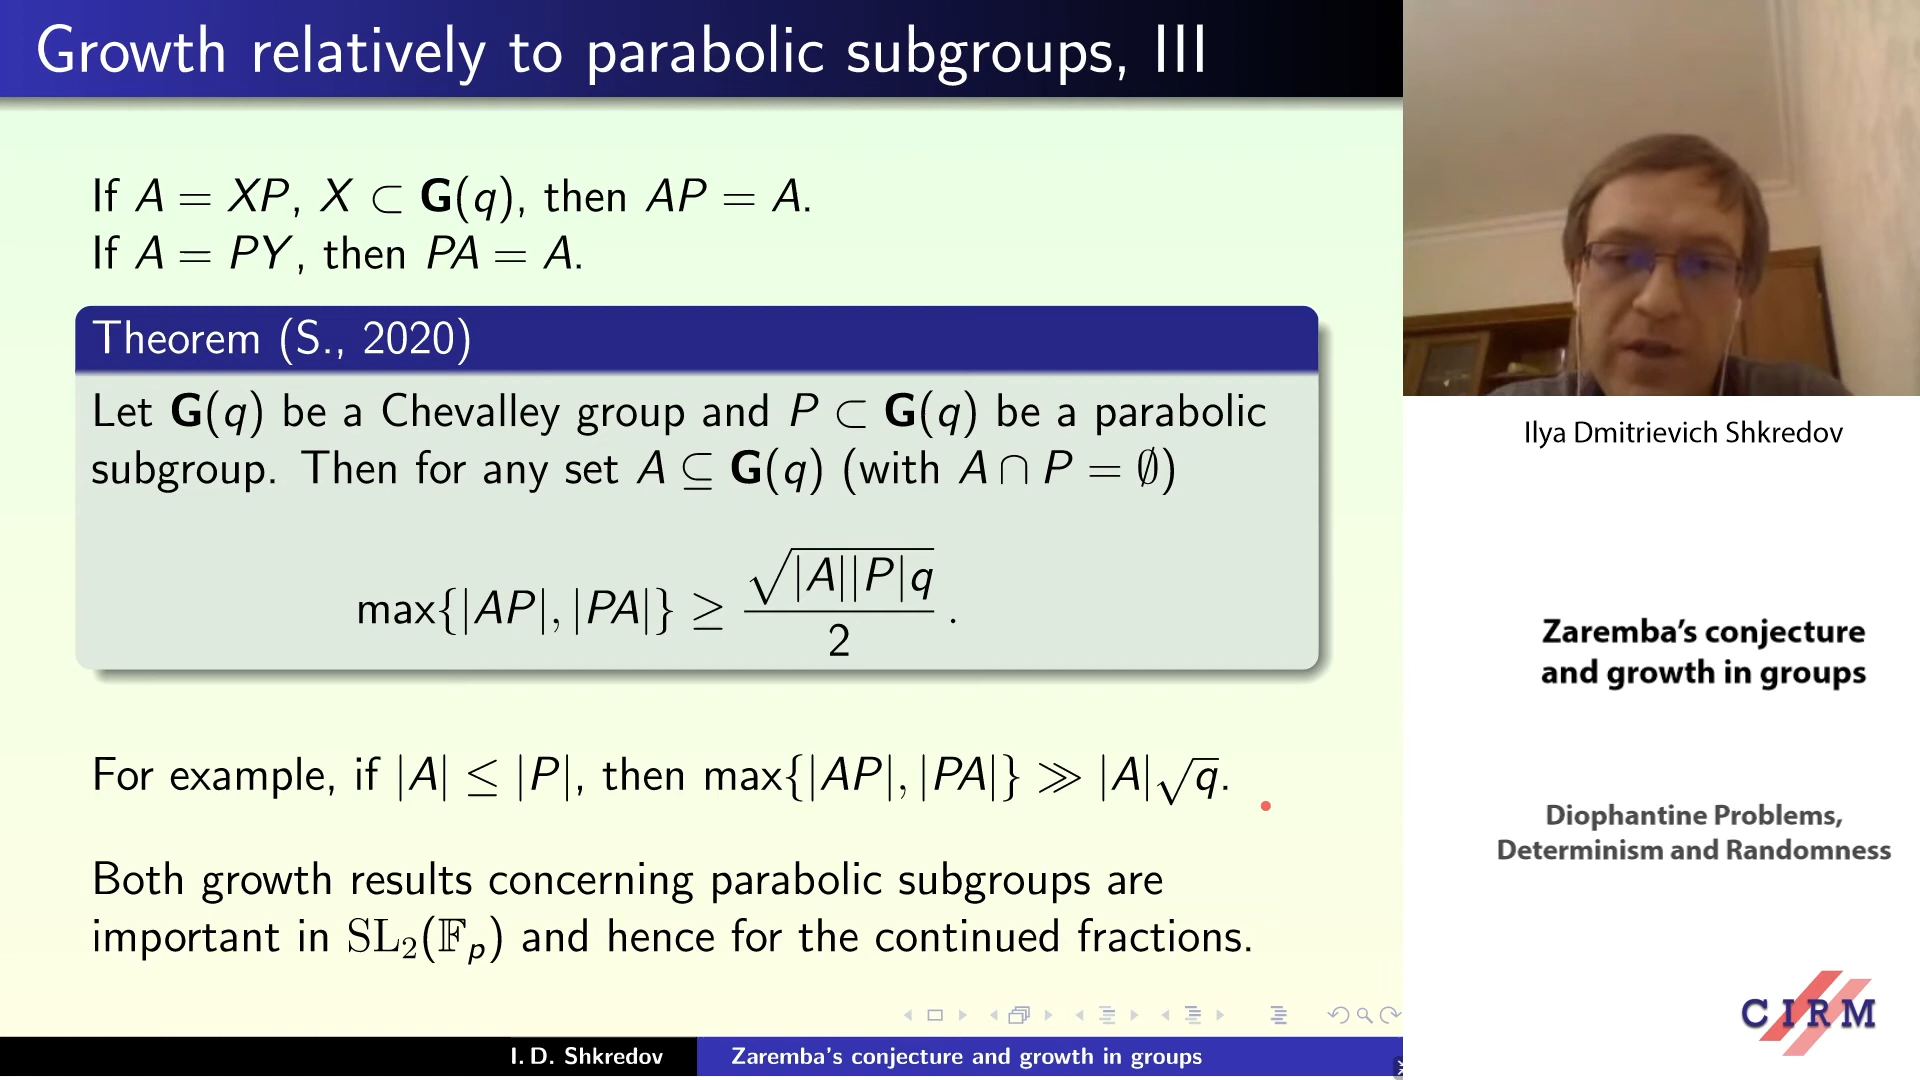 Growth relatively to parabolic subgroups, III
If A = XP, X ⊂ G(q), then AP = A.
If A = PY, then PA = A.
Theorem (S., 2020)
Let G(q) be a Chevalley group and P ⊂ G(q) be a parabolic
subgroup. Then for any set A ⊆ G(q) (with A ∩ P = ∅)
max{|AP|, |PA|} ≥ √(|A||P|q) / 2 .
For example, if |A| ≤ |P|, then max{|AP|, |PA|} ≫ |A|√q.
Both growth results concerning parabolic subgroups are
important in SL₂(𝔽ₚ) and hence for the continued fractions.
I. D. Shkredov
Zaremba's conjecture and growth in groups
Ilya Dmitrievich Shkredov
Zaremba's conjecture
and growth in groups
Diophantine Problems,
Determinism and Randomness
CIRM